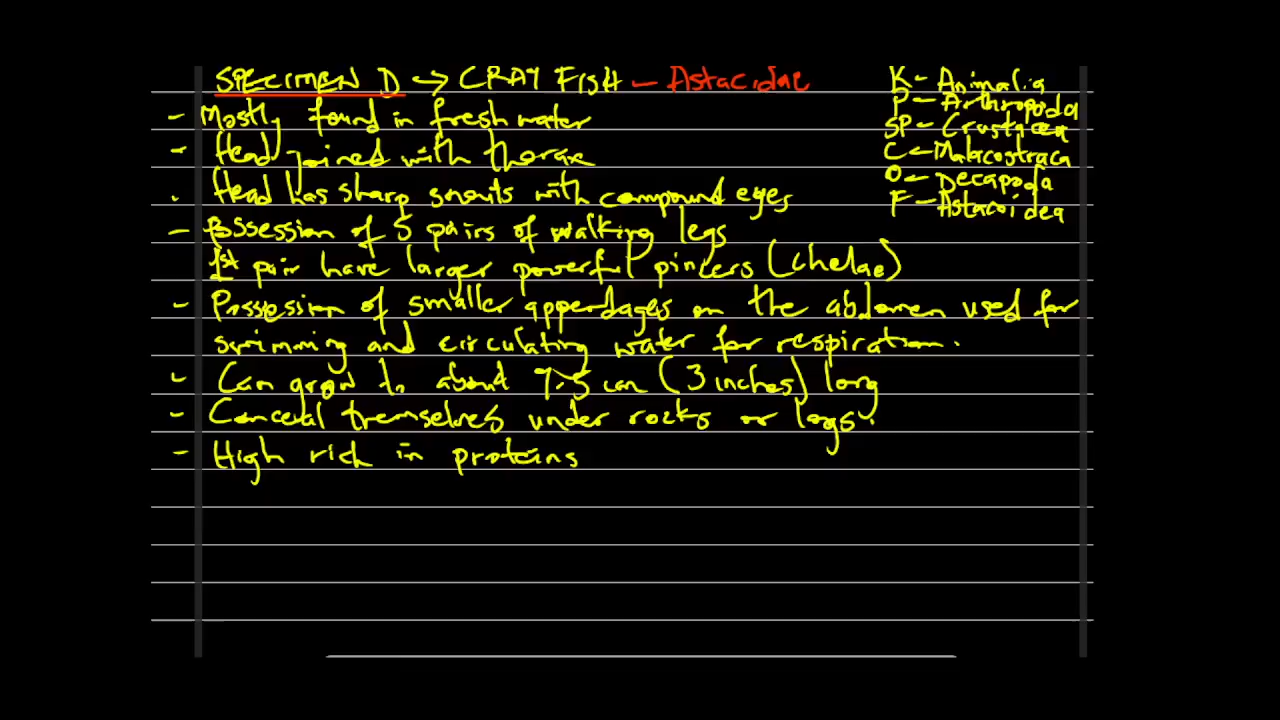 SPECIMEN D → CRAY FISH - Astacidae
K- Animalia
P- Arthropoda
SP- Crustacea
C- Malacostraca
O- Decapoda
F- Astacoidea
- Mostly found in fresh water
- Head joined with thorax
- Head has sharp snouts with compound eyes
- Possession of 5 pairs of walking legs
1st pair have larger powerful pincers (chelae)
- Possession of smaller appendages on the abdomen used for
swimming and circulating water for respiration.
- Can grow to about 7.5 cm (3 inches) long
- Conceal themselves under rocks or logs.
- High rich in proteins